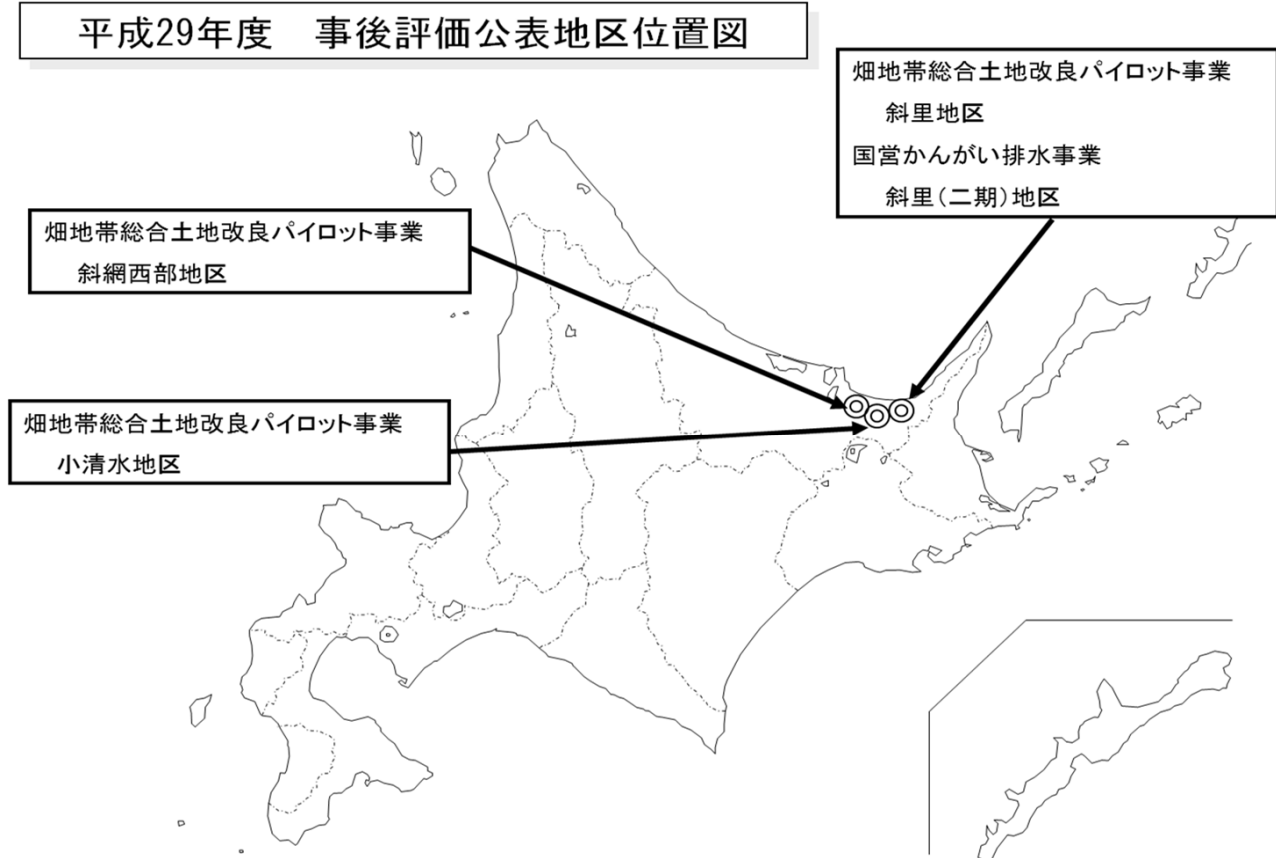 平成29年度　事後評価公表地区位置図
畑地帯総合土地改良パイロット事業
斜里地区
国営かんがい排水事業
斜里（二期）地区
畑地帯総合土地改良パイロット事業
斜網西部地区
畑地帯総合土地改良パイロット事業
小清水地区